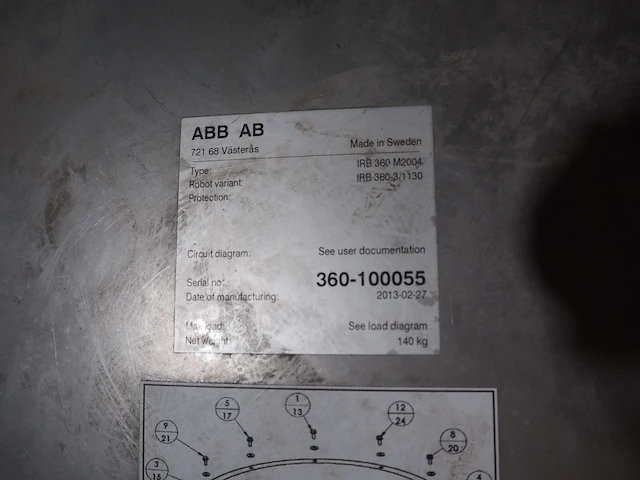 ABB AB
721 68 Västerås
Made in Sweden
Type: IRB 360 M2004
Robot variant: IRB 360-3/1130
Protection:
Circuit diagram: See user documentation
Serial no: 360-100055
Date of manufacturing: 2013-02-27
Max load: See load diagram
Net weight: 140 kg
1
13
5
17
12
24
9
21
8
20
3
15
4